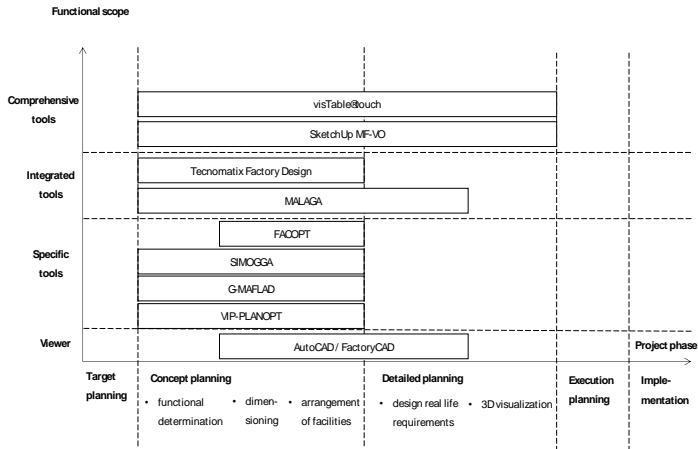 Functional scope
Comprehensive
tools
visTable®touch
SketchUp MF-VO
Integrated
tools
Tecnomatix Factory Design
MALAGA
Specific
tools
FACOPT
SIMOGGA
G-MAFLAD
VIP-PLANOPT
Viewer
AutoCAD / FactoryCAD
Project phase
Target
planning
Concept planning
• functional
determination
• dimen-
sioning
• arrangement
of facilities
Detailed planning
• design real life
requirements
• 3D visualization
Execution
planning
Imple-
mentation